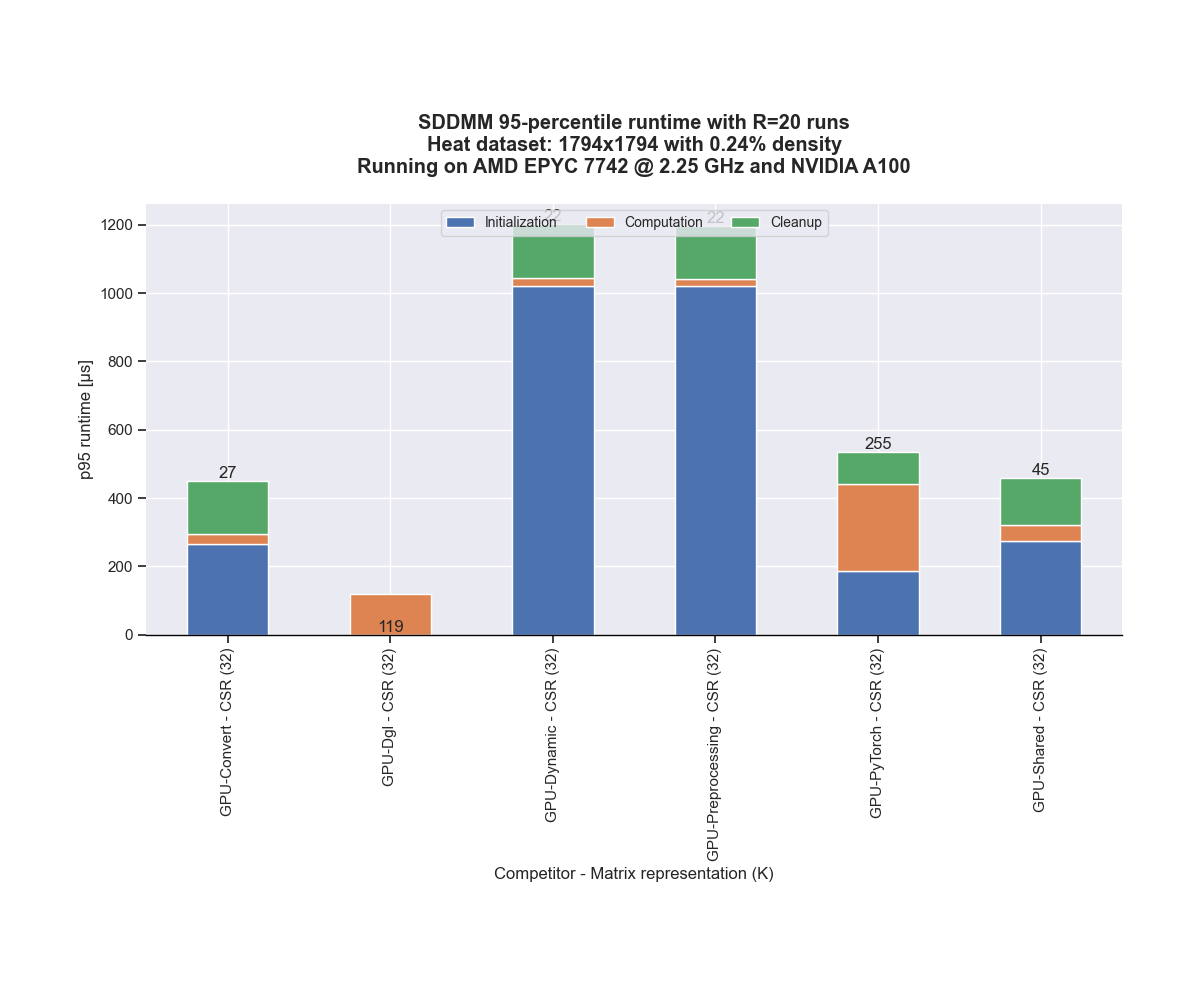 SDDMM 95-percentile runtime with R=20 runs
Heat dataset: 1794x1794 with 0.24% density
Running on AMD EPYC 7742 @ 2.25 GHz and NVIDIA A100
22
22
Initialization
Computation
Cleanup
1200
1000
800
600
400
200
0
p95 runtime [µs]
27
119
255
45
GPU-Convert - CSR (32)
GPU-Dgl - CSR (32)
GPU-Dynamic - CSR (32)
GPU-Preprocessing - CSR (32)
GPU-PyTorch - CSR (32)
GPU-Shared - CSR (32)
Competitor - Matrix representation (K)